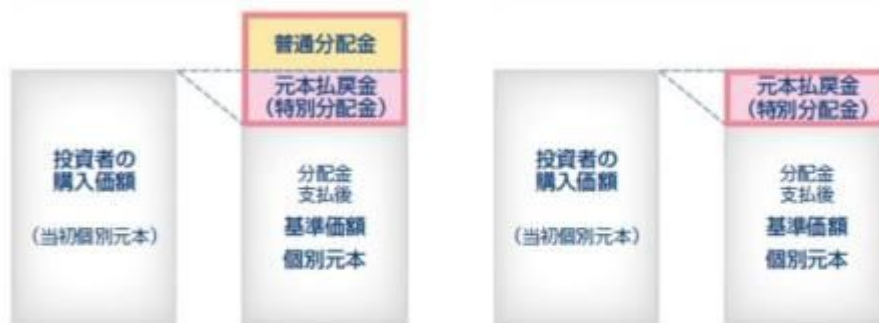 普通分配金
元本払戻金
（特別分配金）
投資者の
購入価額
（当初個別元本）
分配金
支払後
基準価額
個別元本
元本払戻金
（特別分配金）
投資者の
購入価額
（当初個別元本）
分配金
支払後
基準価額
個別元本